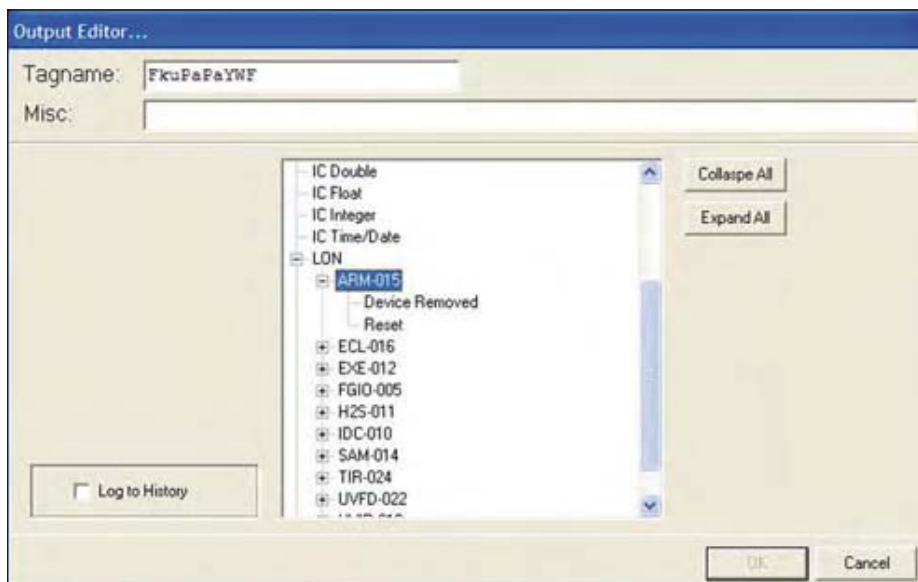 Output Editor...
Tagname: FkuPaPaYWF
Misc:
IC Double
IC Float
IC Integer
IC Time/Date
LON
ARM-015
Device Removed
Reset
ECL-016
EXE-012
FGIO-005
H2S-011
IDC-010
SAM-014
TIR-024
UVFD-022
Collaspe All
Expand All
Log to History
OK
Cancel